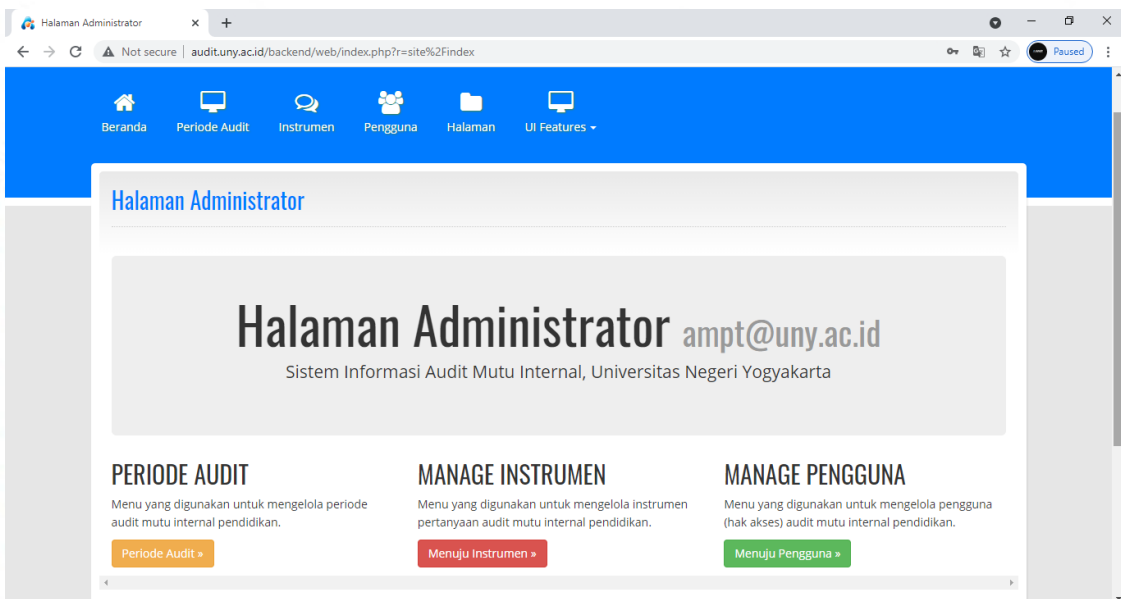 Halaman Administrator
Not secure | audit.uny.ac.id/backend/web/index.php?r=site%2Findex
Paused
Beranda Periode Audit Instrumen Pengguna Halaman UI Features
Halaman Administrator
Halaman Administrator ampt@uny.ac.id
Sistem Informasi Audit Mutu Internal, Universitas Negeri Yogyakarta
PERIODE AUDIT
Menu yang digunakan untuk mengelola periode
audit mutu internal pendidikan.
Periode Audit »
MANAGE INSTRUMEN
Menu yang digunakan untuk mengelola instrumen
pertanyaan audit mutu internal pendidikan.
Menuju Instrumen »
MANAGE PENGGUNA
Menu yang digunakan untuk mengelola pengguna
(hak akses) audit mutu internal pendidikan.
Menuju Pengguna »